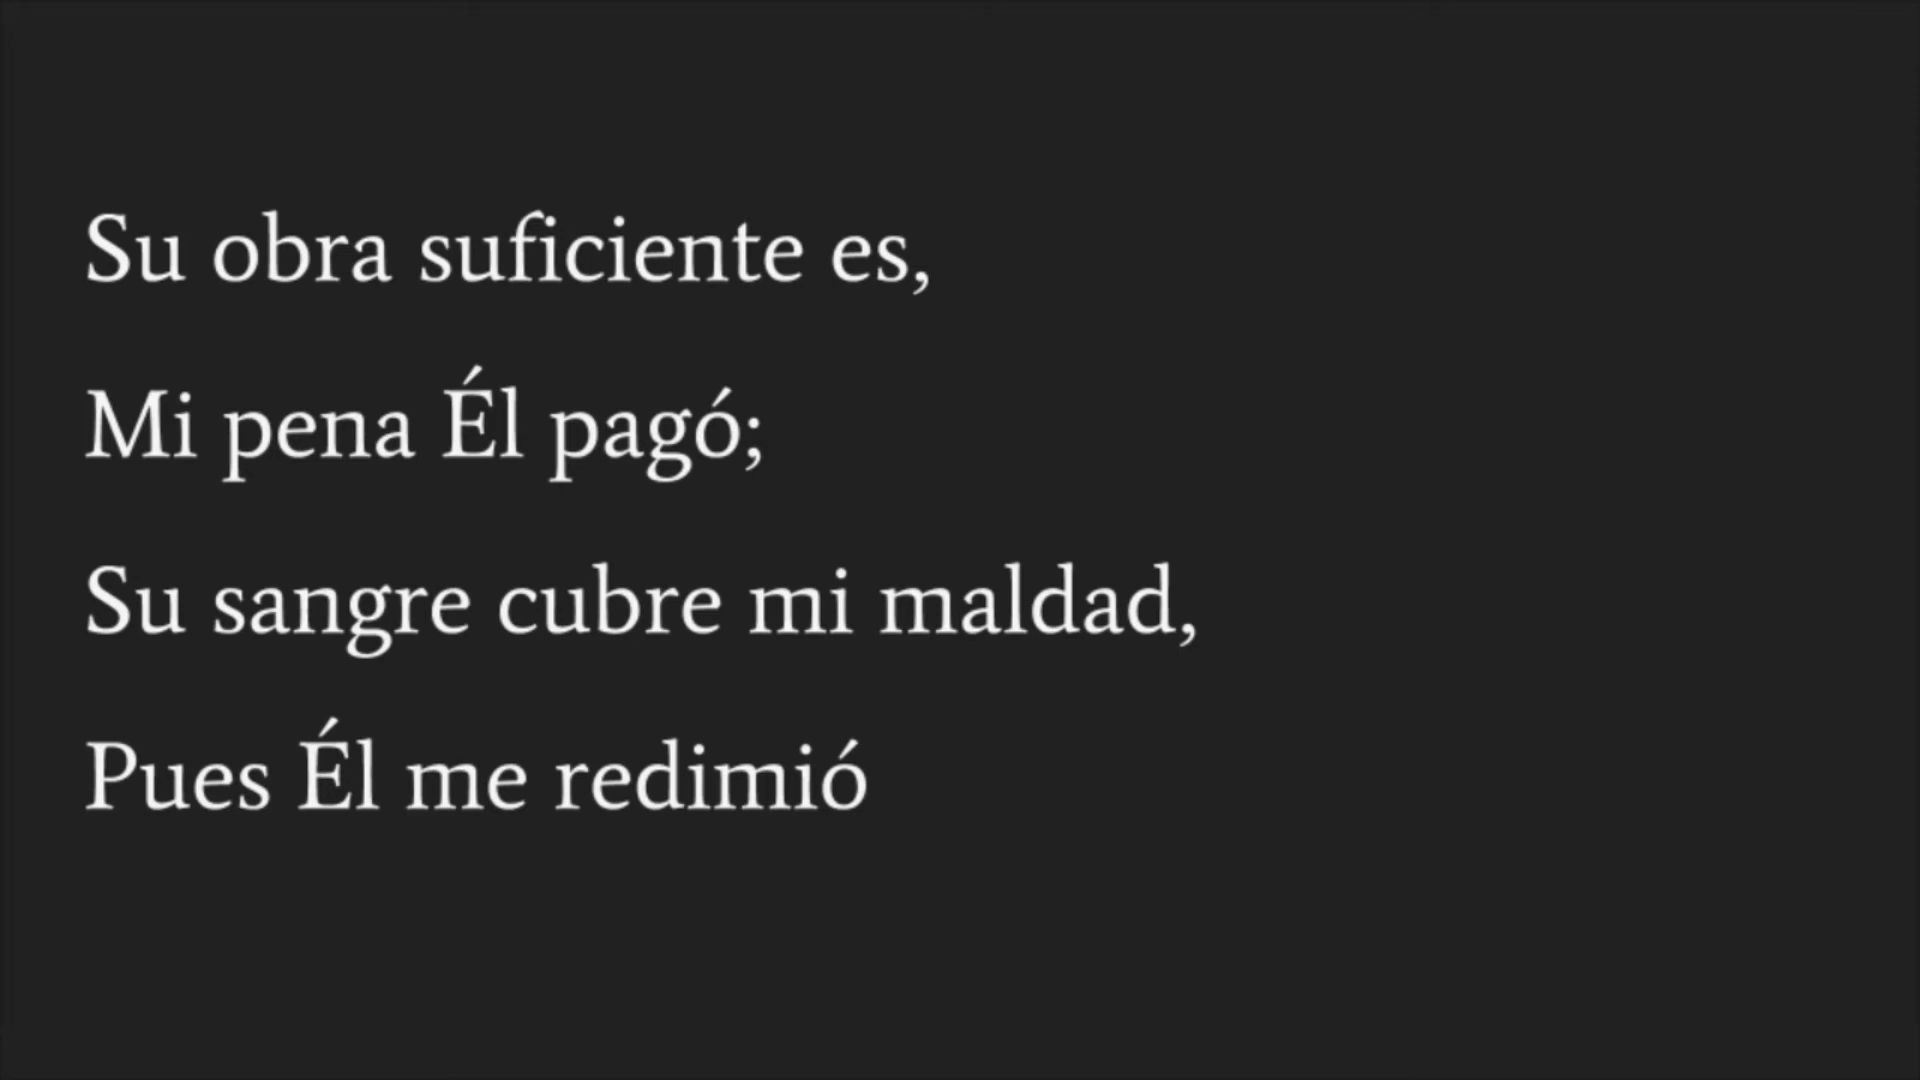 Su obra suficiente es,
Mi pena Él pagó;
Su sangre cubre mi maldad,
Pues Él me redimió